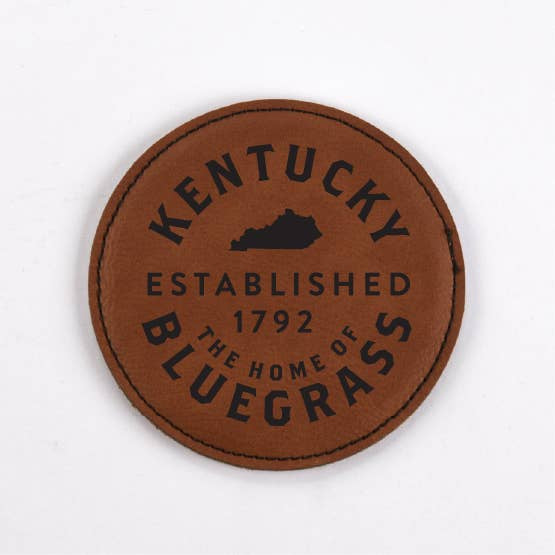 KENTUCKY
ESTABLISHED
1792
THE HOME OF
BLUEGRASS